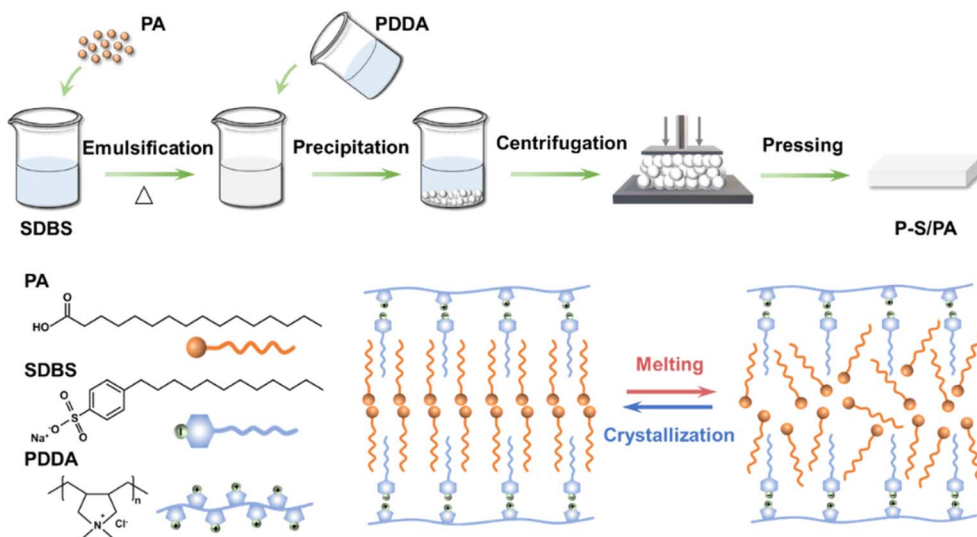 PA
PDDA
Emulsification
Precipitation
Centrifugation
Pressing
△
SDBS
P-S/PA
PA
O
HO
SDBS
O
S
O
Na⁺
⁻O
PDDA
n
N⁺
Cl⁻
Melting
Crystallization